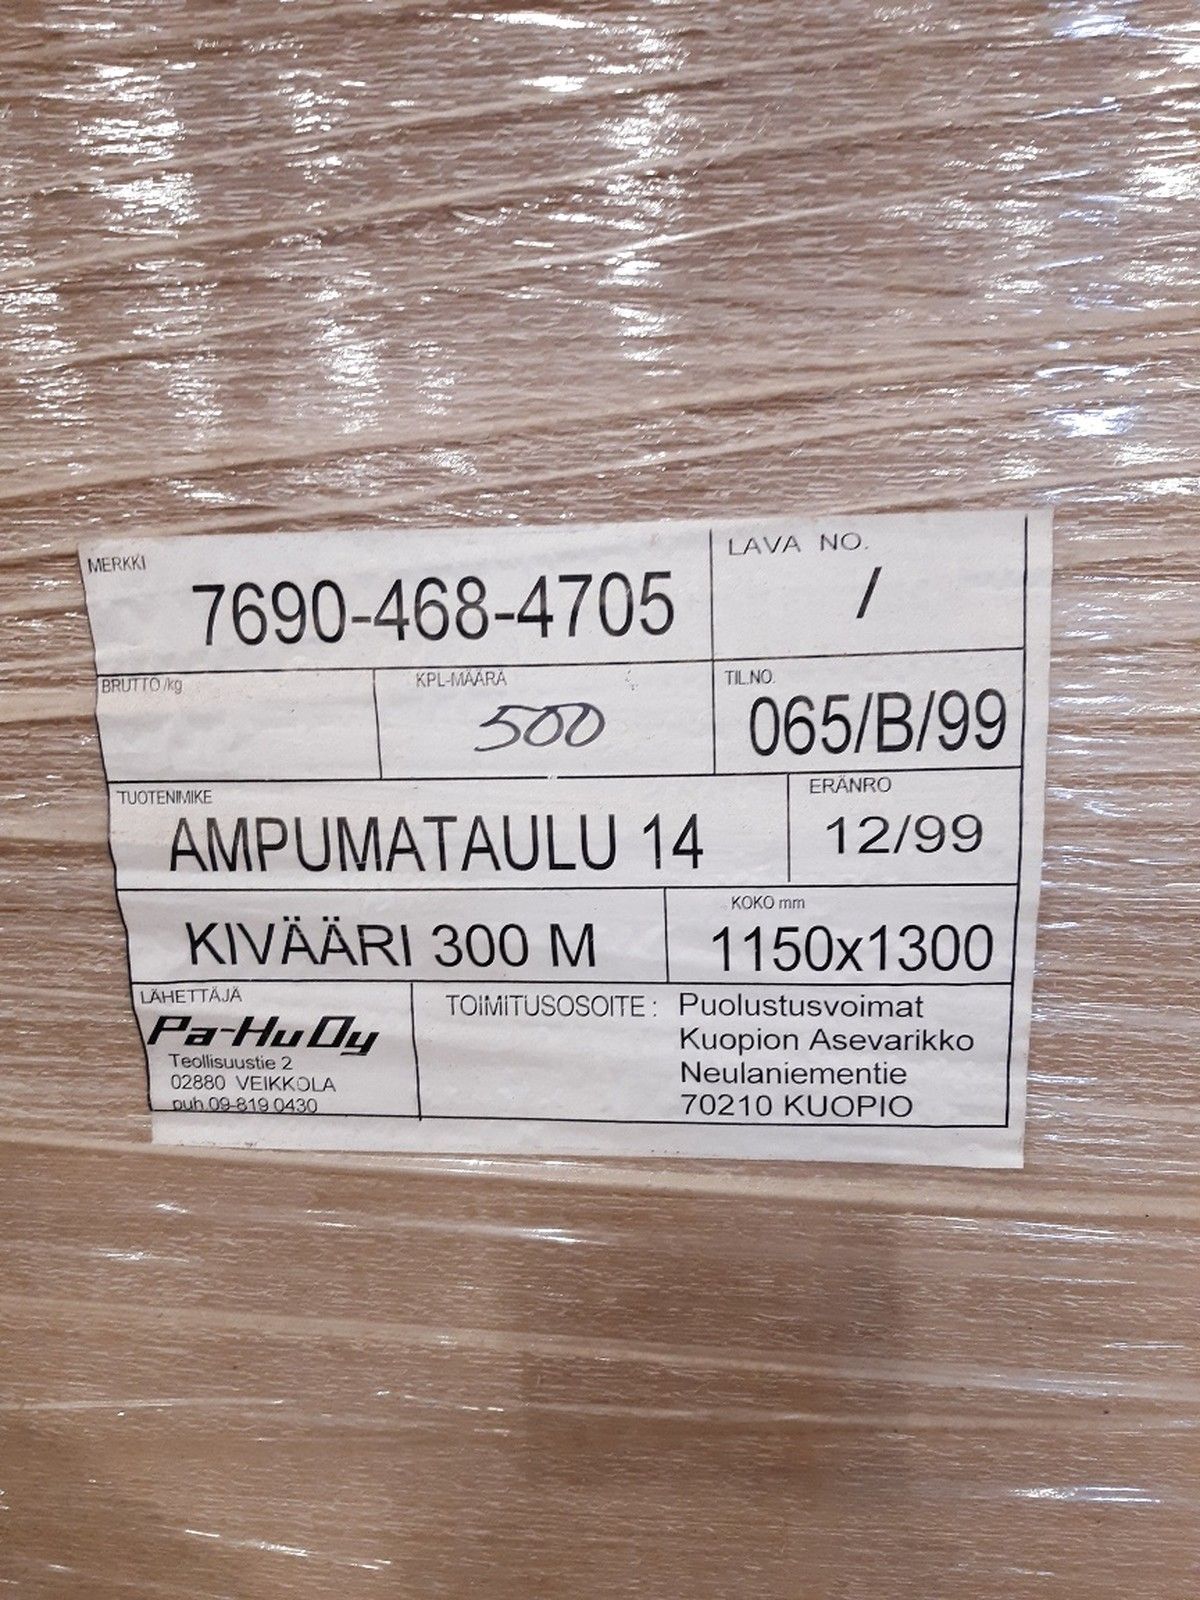 MERKKI
7690-468-4705
LAVA NO.
/
BRUTTO/kg
KPL-MÄÄRÄ
500
TIL.NO.
065/B/99
TUOTENIMIKE
AMPUMATAULU 14
ERÄNRO
12/99
KIVÄÄRI 300 M
KOKO mm
1150x1300
LÄHETTÄJÄ
Pa-Hu Oy
Teollisuustie 2
02880 VEIKKOLA
puh.09-819 0430
TOIMITUSOSOITE: Puolustusvoimat
Kuopion Asevarikko
Neulaniementie
70210 KUOPIO